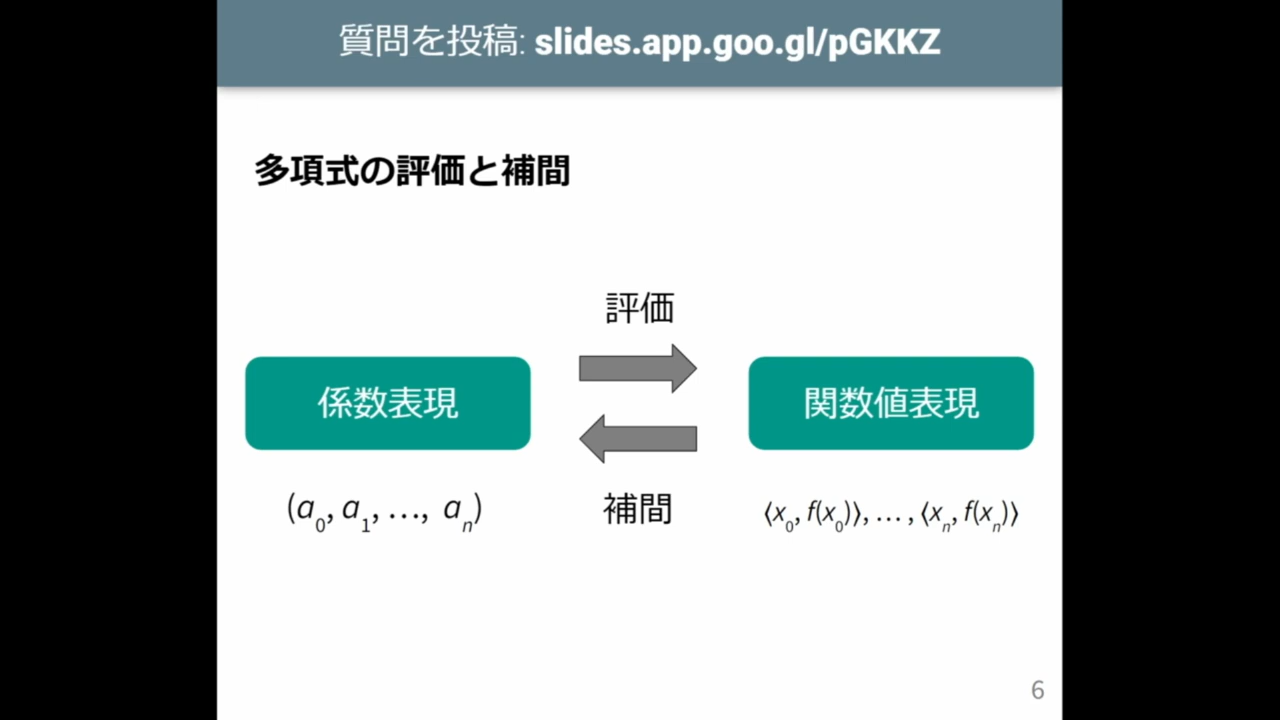 質問を投稿: slides.app.goo.gl/pGKKZ
多項式の評価と補間
評価
係数表現
関数値表現
(a₀, a₁, …, aₙ)
補間
⟨x₀, f(x₀)⟩, … , ⟨xₙ, f(xₙ)⟩
6